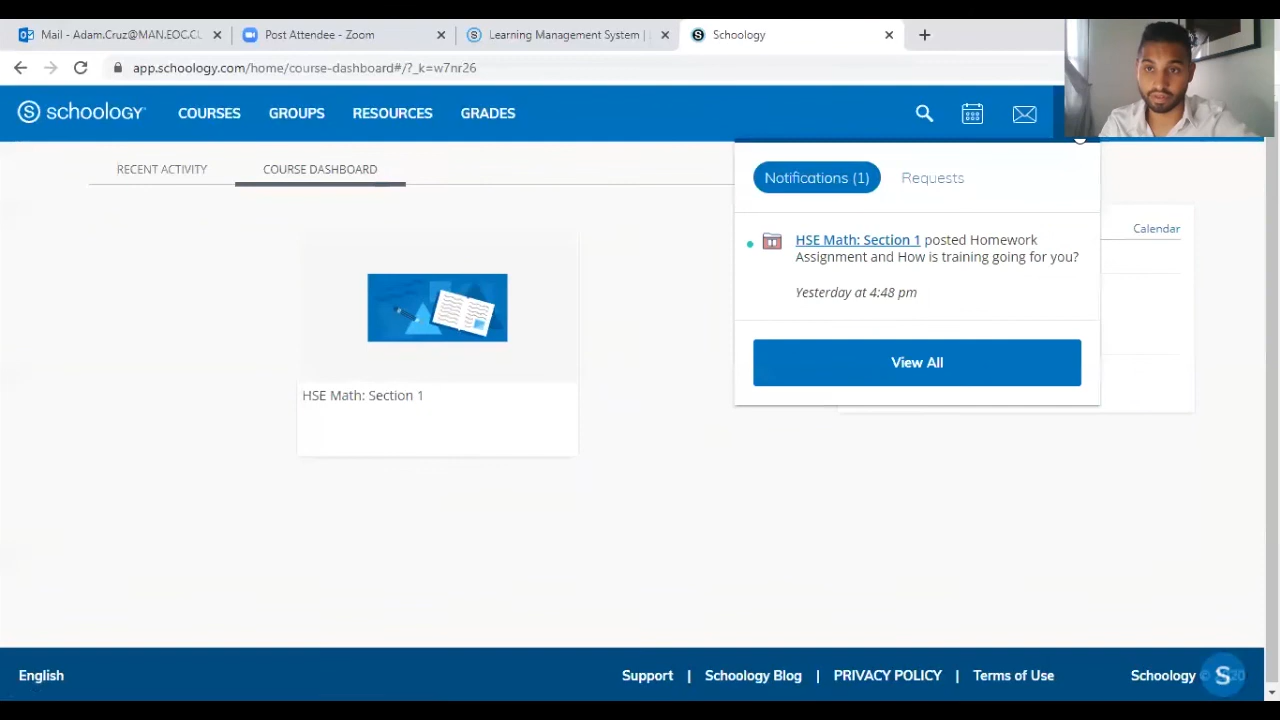 Mail - Adam.Cruz@MAN.EOC.CU
Post Attendee - Zoom
Learning Management System |
Schoology
app.schoology.com/home/course-dashboard#/?_k=w7nr26
schoology
COURSES
GROUPS
RESOURCES
GRADES
RECENT ACTIVITY
COURSE DASHBOARD
Notifications (1)
Requests
Calendar
HSE Math: Section 1 posted Homework
Assignment and How is training going for you?
Yesterday at 4:48 pm
View All
HSE Math: Section 1
English
Support | Schoology Blog | PRIVACY POLICY | Terms of Use
Schoology ©